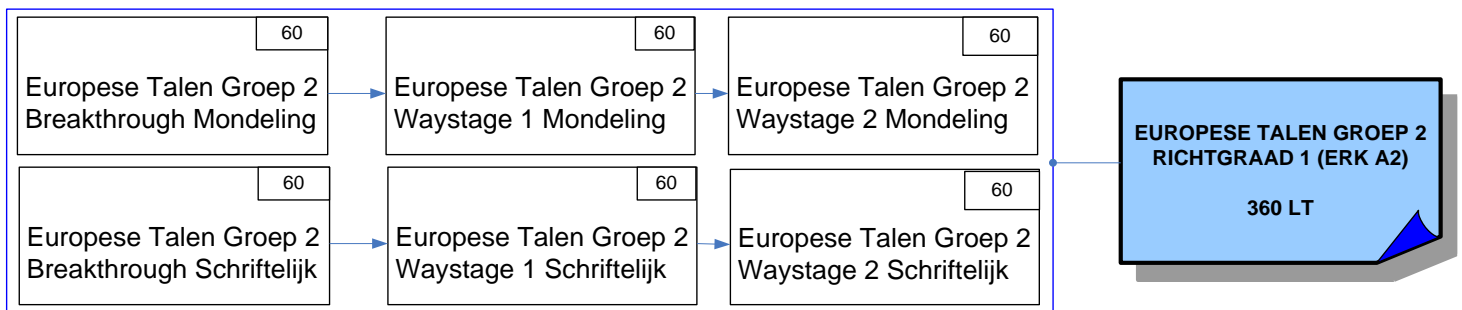 60
Europese Talen Groep 2
Breakthrough Mondeling
60
Europese Talen Groep 2
Waystage 1 Mondeling
60
Europese Talen Groep 2
Waystage 2 Mondeling
60
Europese Talen Groep 2
Breakthrough Schriftelijk
60
Europese Talen Groep 2
Waystage 1 Schriftelijk
60
Europese Talen Groep 2
Waystage 2 Schriftelijk
EUROPESE TALEN GROEP 2
RICHTGRAAD 1 (ERK A2)
360 LT